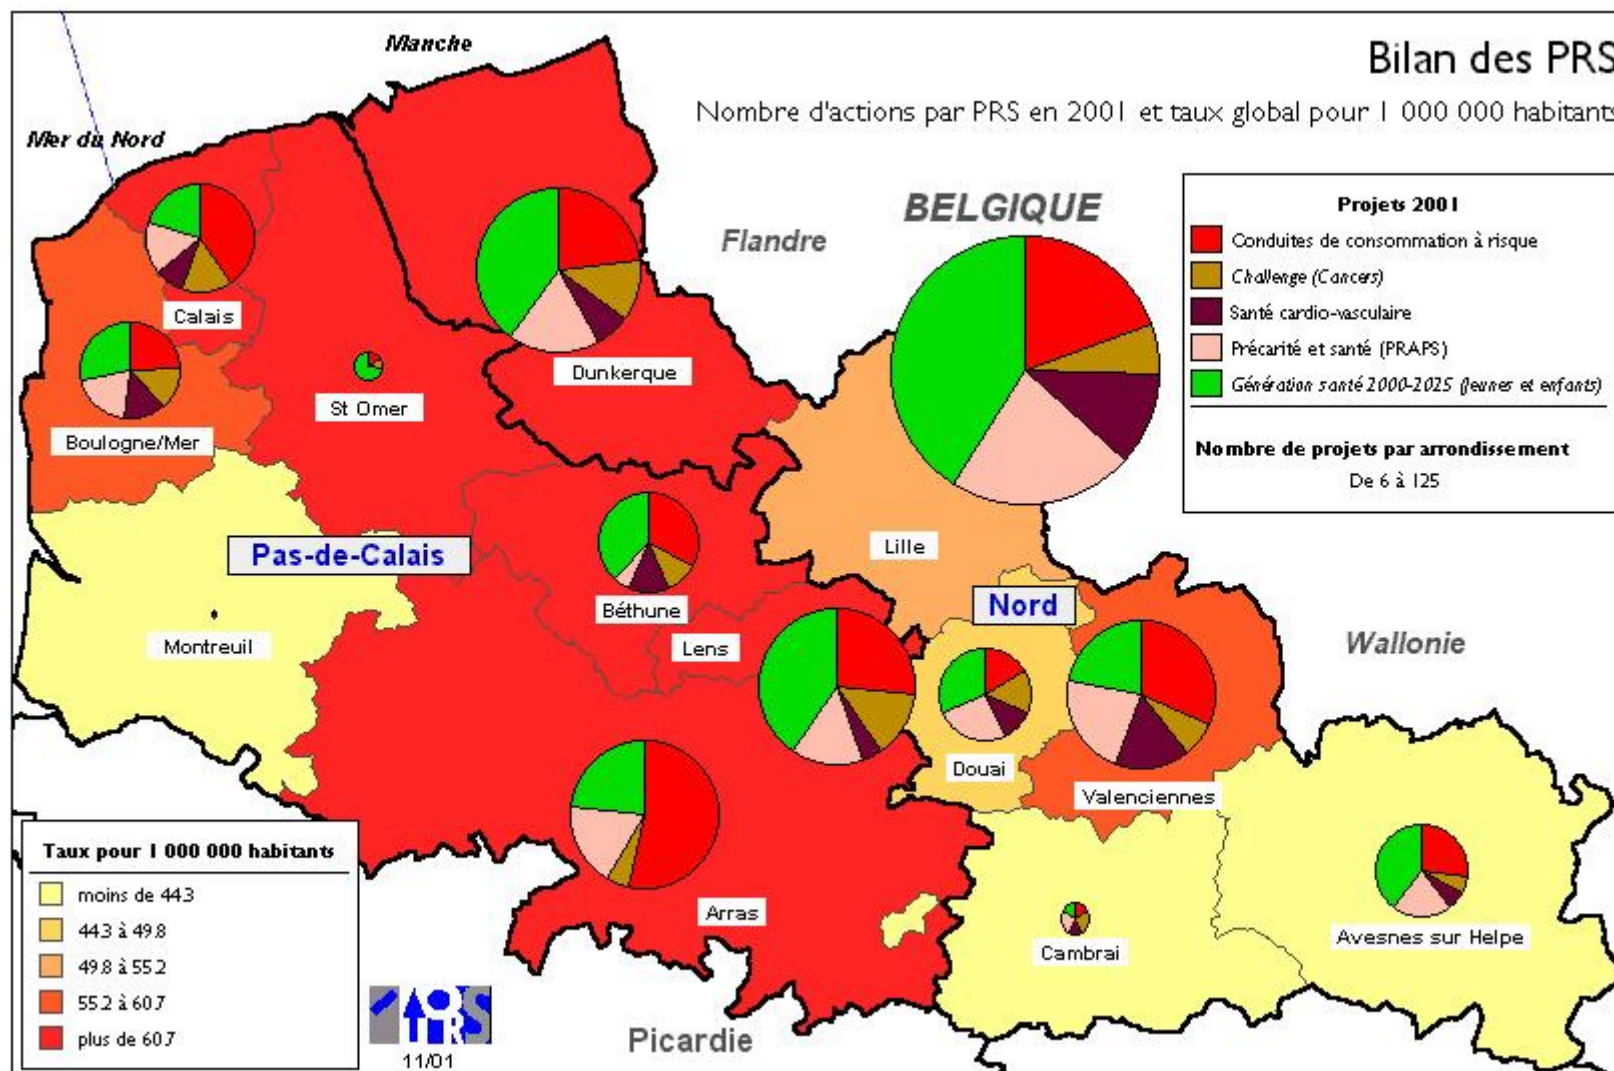 Bilan des PRS
Nombre d'actions par PRS en 2001 et taux global pour 1 000 000 habitants
Manche
Mer du Nord
BELGIQUE
Flandre
Projets 2001
Conduites de consommation à risque
Challenge (Cancers)
Santé cardio-vasculaire
Précarité et santé (PRAPS)
Génération santé 2000-2025 (Jeunes et enfants)
Nombre de projets par arrondissement
De 6 à 125
Calais
Dunkerque
St Omer
Boulogne/Mer
Pas-de-Calais
Lille
Nord
Béthune
Lens
Montreuil
Wallonie
Douai
Valenciennes
Arras
Cambrai
Avesnes sur Helpe
Taux pour 1 000 000 habitants
moins de 44.3
44.3 à 49.8
49.8 à 55.2
55.2 à 60.7
plus de 60.7
11/01
Picardie